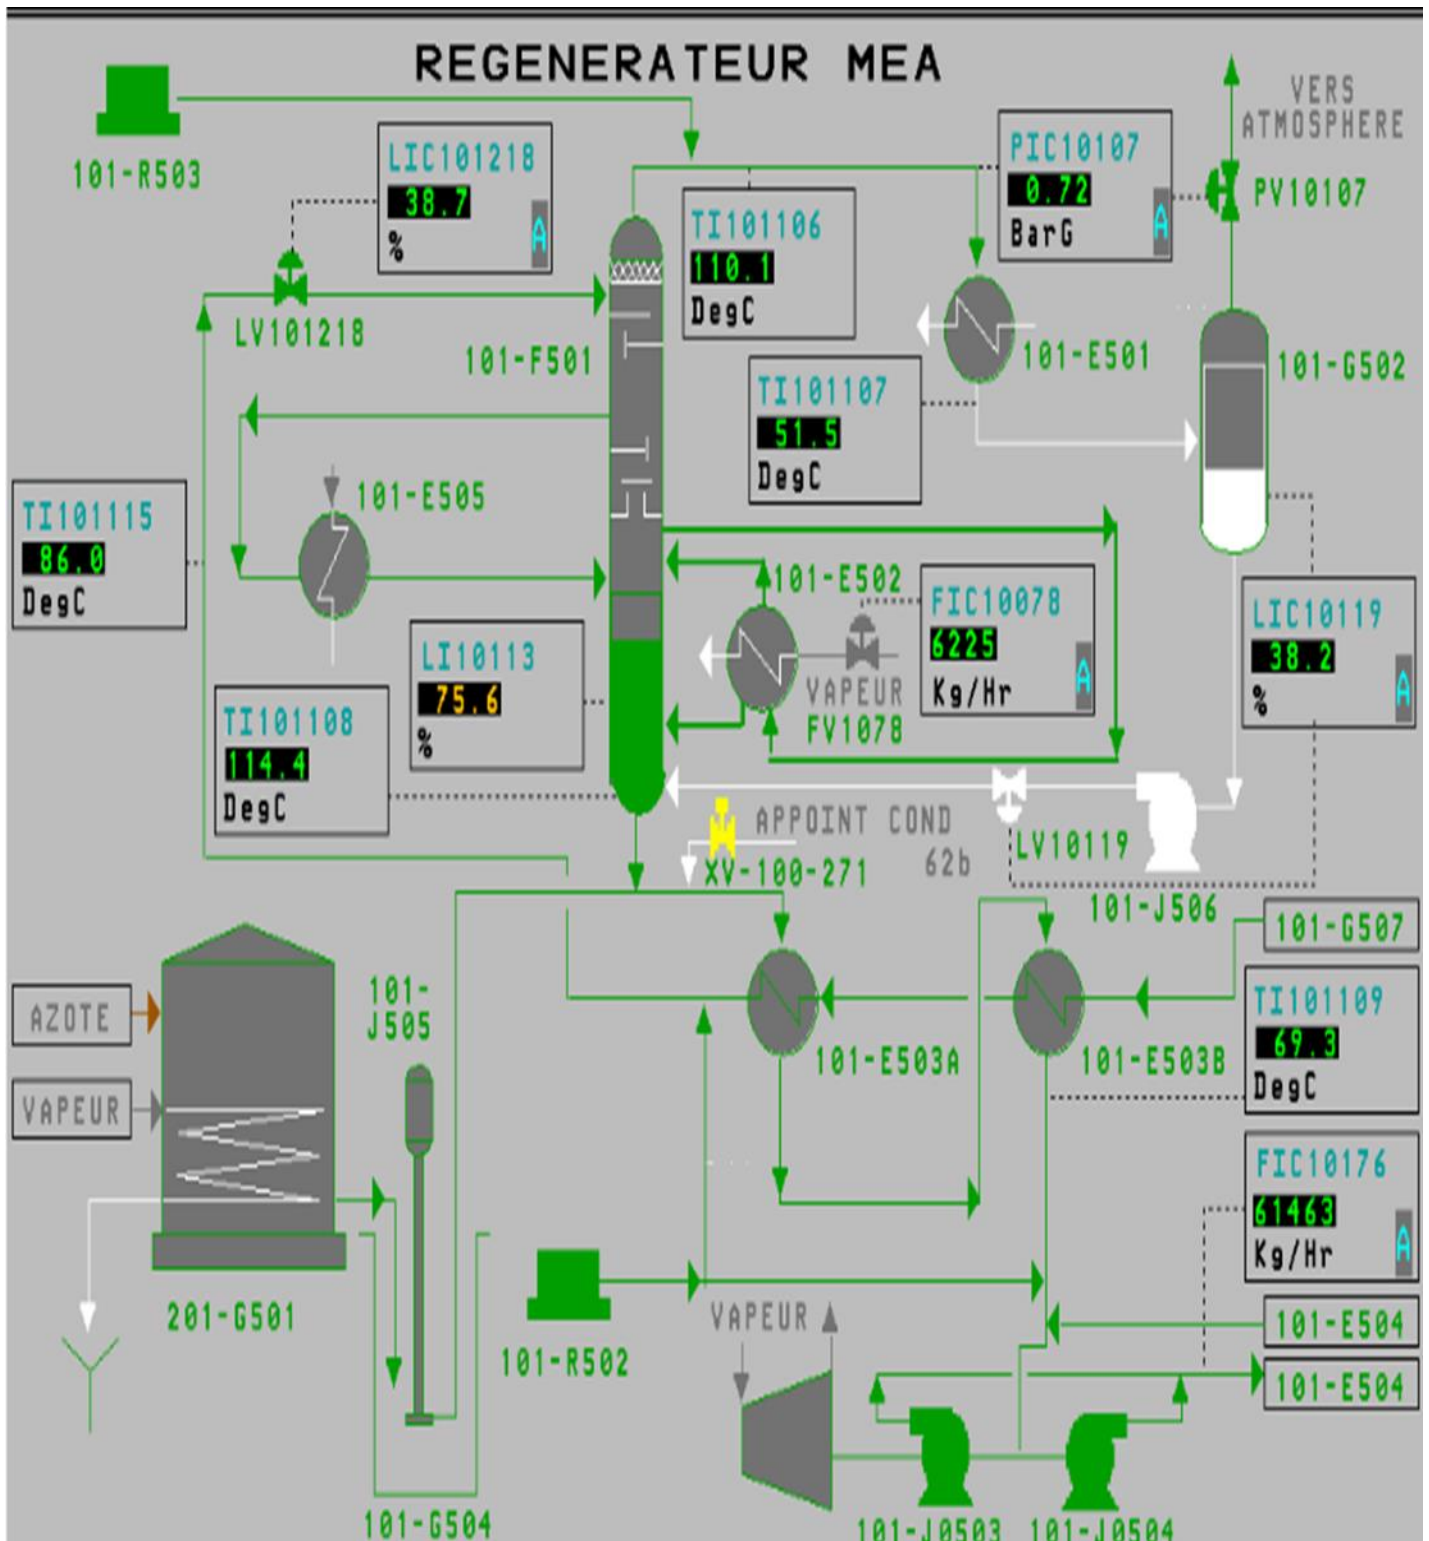 REGENERATEUR MEA
101-R503
LIC101218
38.7
%
A
LV101218
101-F501
TI101106
110.1
DegC
PIC10107
0.72
BarG
A
VERS
ATMOSPHERE
PV10107
101-E501
101-G502
TI101107
51.5
DegC
TI101115
86.0
DegC
101-E505
LI10113
75.6
%
TI101108
114.4
DegC
101-E502
VAPEUR
FV1078
FIC10078
6225
Kg/Hr
A
LIC10119
38.2
%
A
APPOINT COND
62b
XV-100-271
LV10119
101-J506
101-G507
AZOTE
VAPEUR
101-
J505
101-E503A
101-E503B
TI101109
69.3
DegC
FIC10176
61463
Kg/Hr
A
201-G501
101-R502
VAPEUR
101-E504
101-E504
101-G504
101-J0503
101-J0504